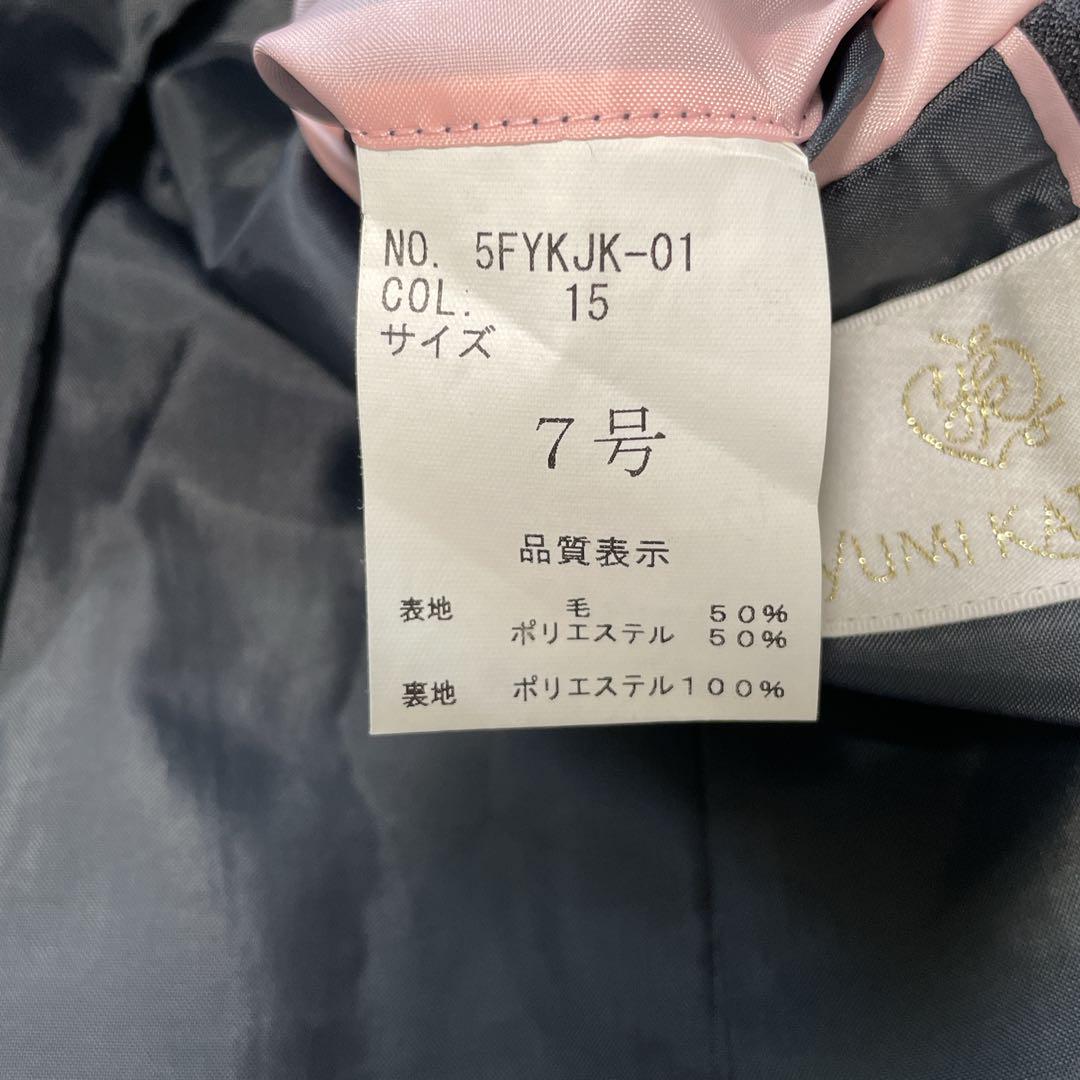 NO. 5FYKJK-01
COL. 15
サイズ
7号
品質表示
表地 毛 50%
ポリエステル 50%
裏地 ポリエステル100%
YUMI